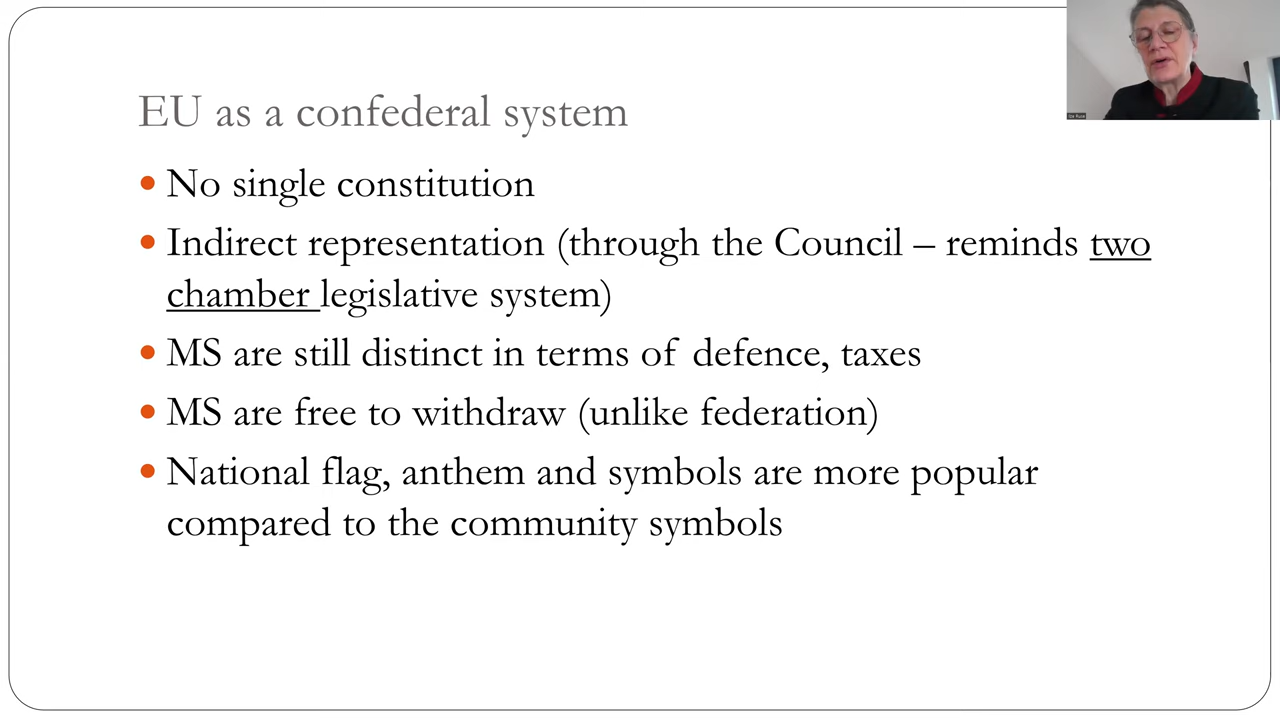 EU as a confederal system
• No single constitution
• Indirect representation (through the Council – reminds two
chamber legislative system)
• MS are still distinct in terms of defence, taxes
• MS are free to withdraw (unlike federation)
• National flag, anthem and symbols are more popular
compared to the community symbols